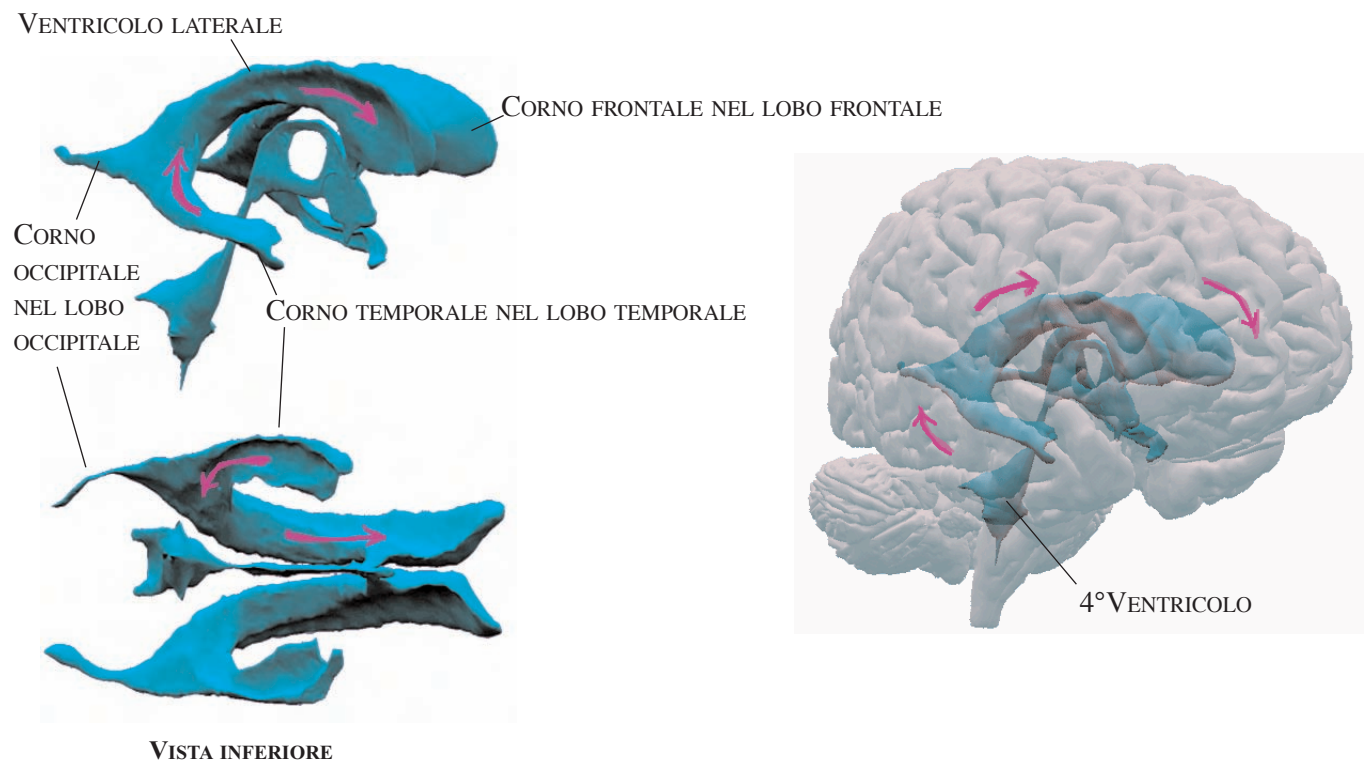 VENTRICOLO LATERALE
CORNO FRONTALE NEL LOBO FRONTALE
CORNO
OCCIPITALE
NEL LOBO
OCCIPITALE
CORNO TEMPORALE NEL LOBO TEMPORALE
4°VENTRICOLO
VISTA INFERIORE